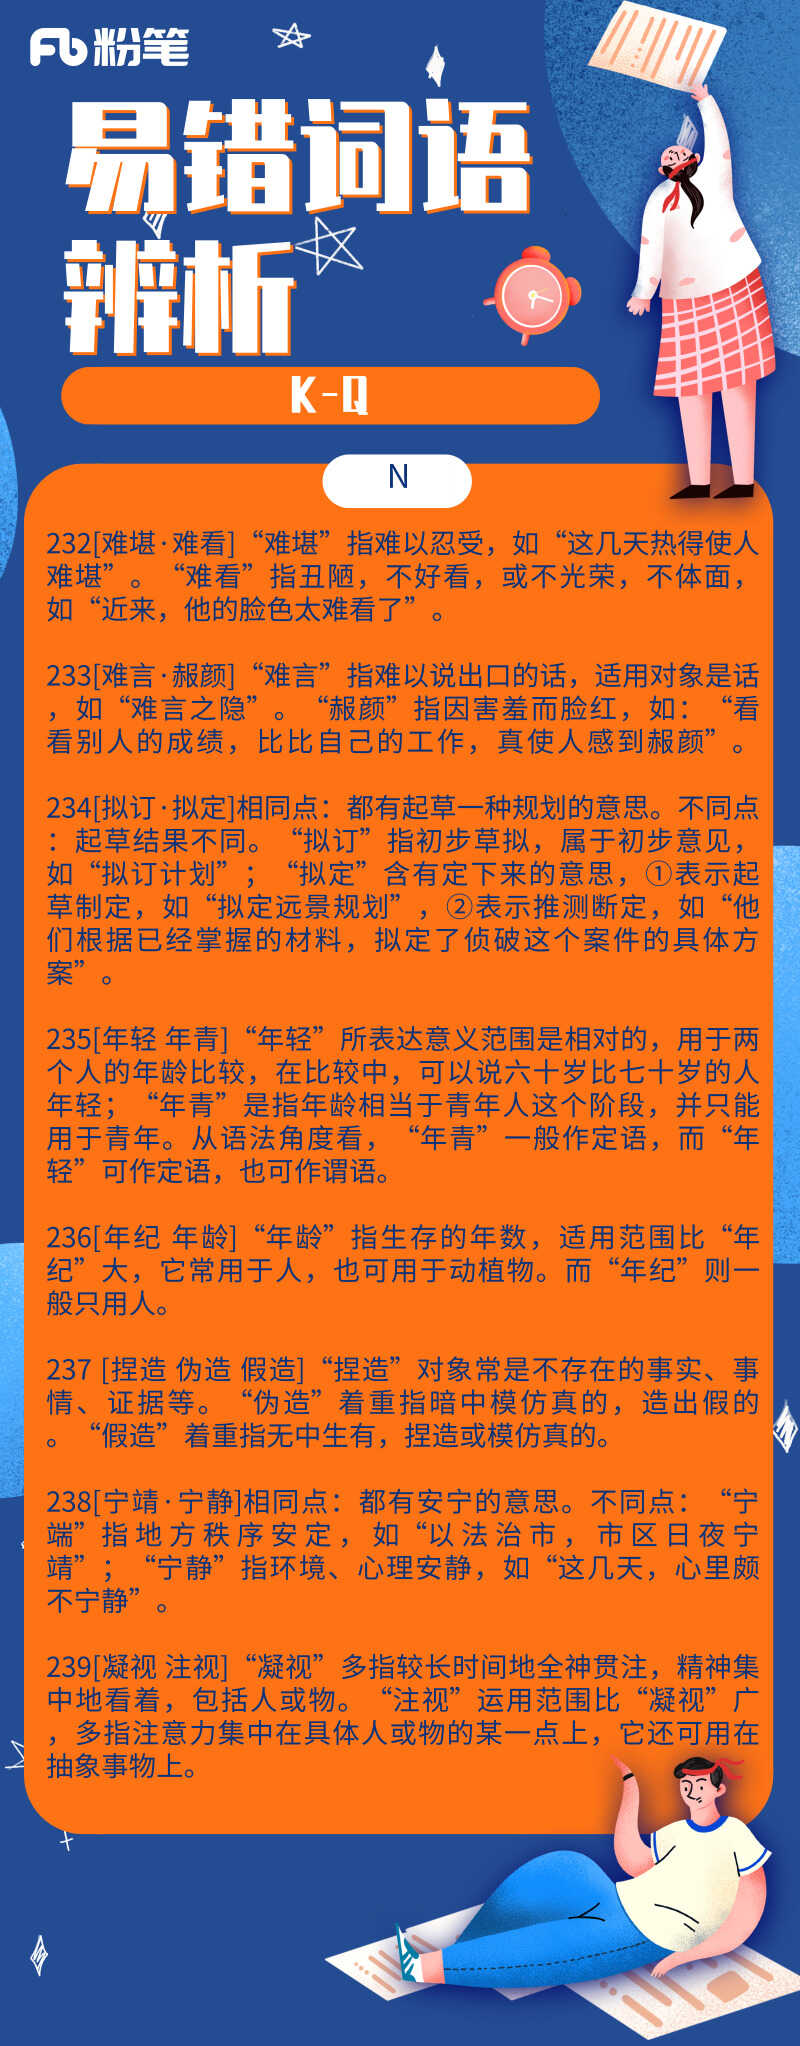 粉笔
易错词语
辨析
K-Q
N
232[难堪·难看]“难堪”指难以忍受，如“这几天热得使人
难堪”。“难看”指丑陋，不好看，或不光荣，不体面，
如“近来，他的脸色太难看了”。
233[难言·赧颜]“难言”指难以说出口的话，适用对象是话
，如“难言之隐”。“赧颜”指因害羞而脸红，如：“看
看别人的成绩，比比自己的工作，真使人感到赧颜”。
234[拟订·拟定]相同点：都有起草一种规划的意思。不同点
：起草结果不同。“拟订”指初步草拟，属于初步意见，
如“拟订计划”；“拟定”含有定下来的意思，①表示起
草制定，如“拟定远景规划”，②表示推测断定，如“他
们根据已经掌握的材料，拟定了侦破这个案件的具体方
案”。
235[年轻 年青]“年轻”所表达意义范围是相对的，用于两
个人的年龄比较，在比较中，可以说六十岁比七十岁的人
年轻；“年青”是指年龄相当于青年人这个阶段，并只能
用于青年。从语法角度看，“年青”一般作定语，而“年
轻”可作定语，也可作谓语。
236[年纪 年龄]“年龄”指生存的年数，适用范围比“年
纪”大，它常用于人，也可用于动植物。而“年纪”则一
般只用人。
237 [捏造 伪造 假造]“捏造”对象常是不存在的事实、事
情、证据等。“伪造”着重指暗中模仿真的，造出假的
。“假造”着重指无中生有，捏造或模仿真的。
238[宁靖·宁静]相同点：都有安宁的意思。不同点：“宁
端”指地方秩序安定，如“以法治市，市区日夜宁
靖”；“宁静”指环境、心理安静，如“这几天，心里颇
不宁静”。
239[凝视 注视]“凝视”多指较长时间地全神贯注，精神集
中地看着，包括人或物。“注视”运用范围比“凝视”广
，多指注意力集中在具体人或物的某一点上，它还可用在
抽象事物上。